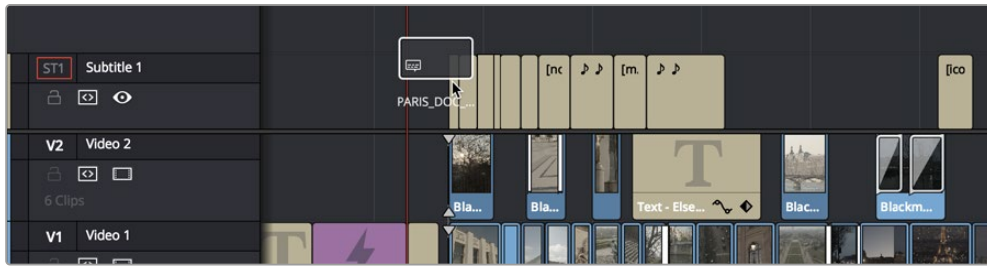 ST1 Subtitle 1
PARIS_DOC_...
[nc ♪ ♪ [m. ♪ ♪ [ico
V2 Video 2
6 Clips
Bla... Bla... Text - Else... Blac... Blackm...
V1 Video 1